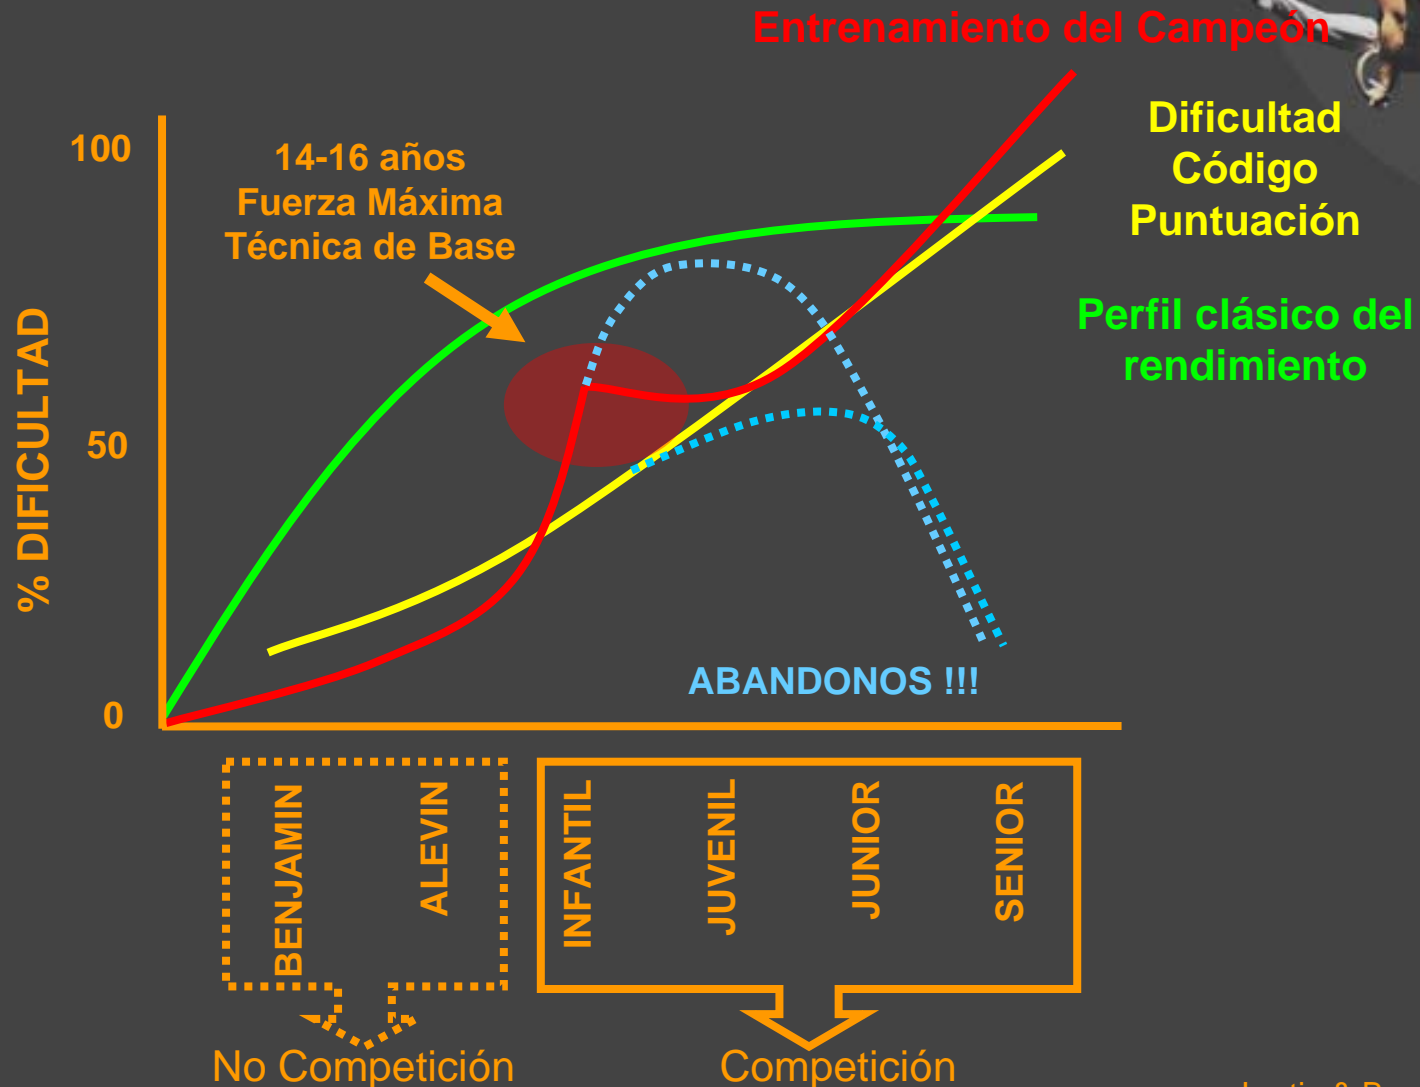 Entrenamiento del Campeón
Dificultad
Código
Puntuación
Perfil clásico del
rendimiento
14-16 años
Fuerza Máxima
Técnica de Base
100
50
0
% DIFICULTAD
ABANDONOS !!!
BENJAMIN
ALEVIN
INFANTIL
JUVENIL
JUNIOR
SENIOR
No Competición
Competición